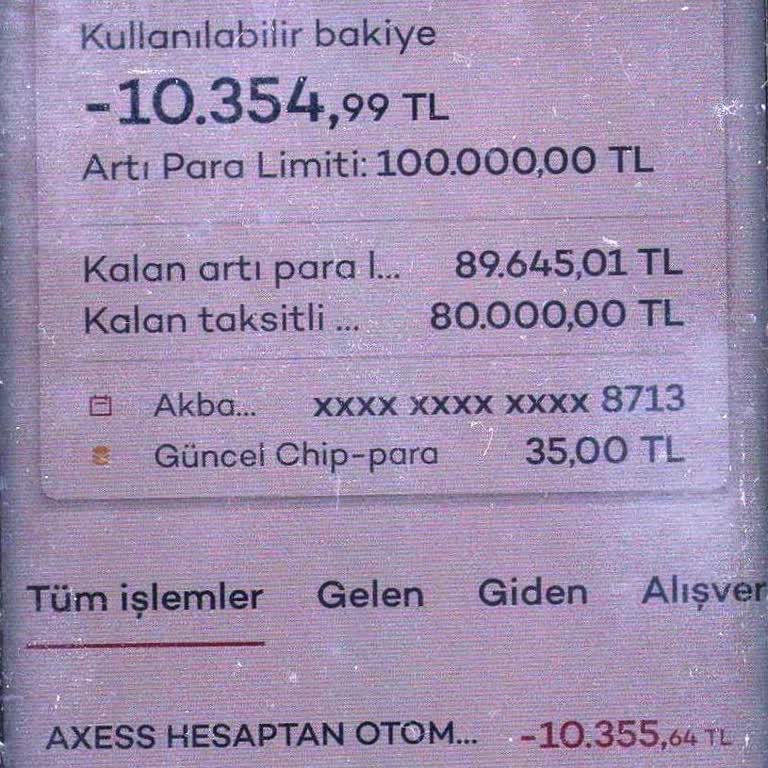 Kullanılabilir bakiye
-10.354,99 TL
Artı Para Limiti: 100.000,00 TL
Kalan artı para l... 89.645,01 TL
Kalan taksitli ... 80.000,00 TL
Akba... xxxx xxxx xxxx 8713
Güncel Chip-para 35,00 TL
Tüm işlemler Gelen Giden Alışver
AXESS HESAPTAN OTOM... -10.355,64 TL